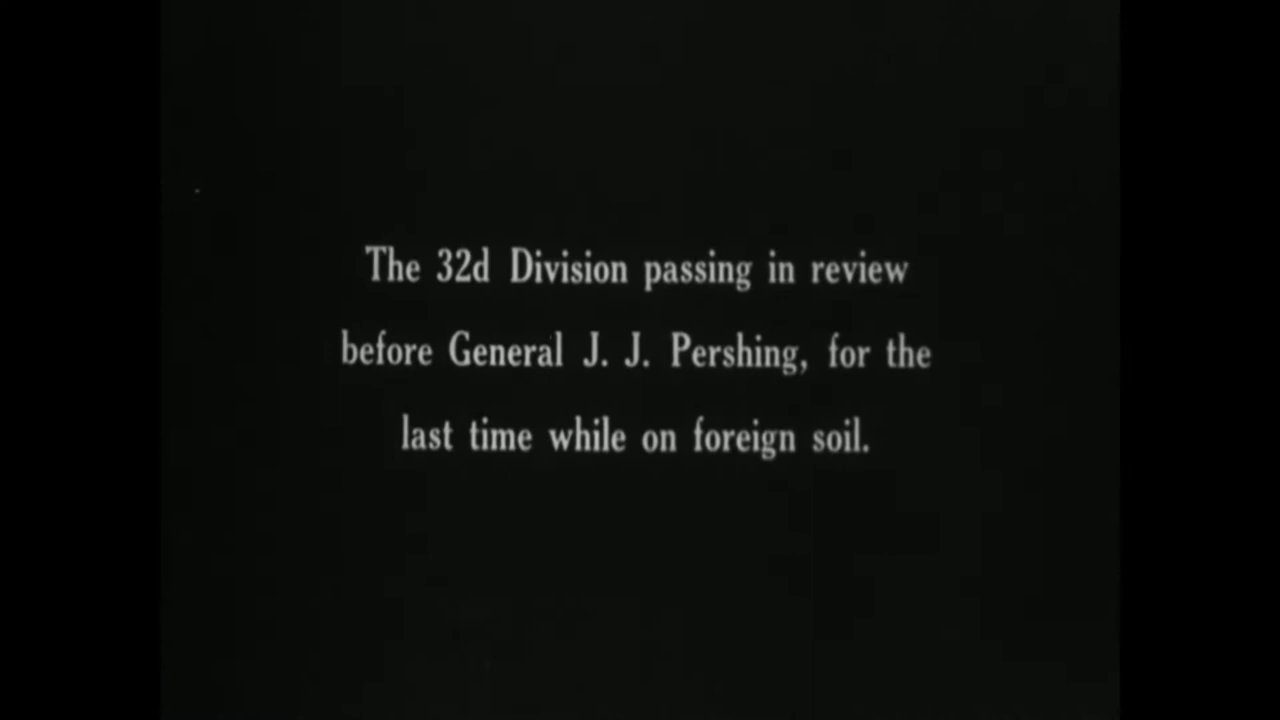 The 32d Division passing in review
before General J. J. Pershing, for the
last time while on foreign soil.